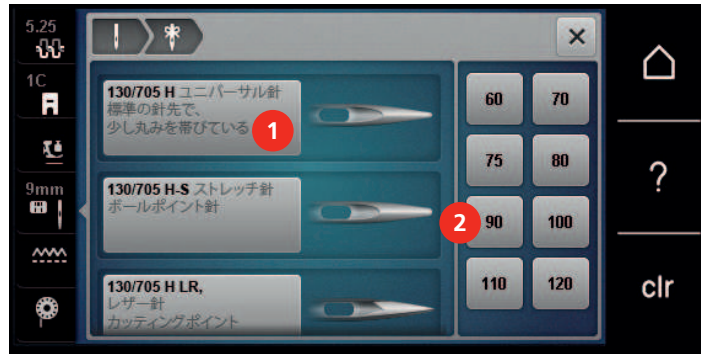 5.25
1C
9mm
130/705 H ユニバーサル針
標準の針先で、
少し丸みを帯びている
1
130/705 H-S ストレッチ針
ボールポイント針
130/705 H LR,
レザー針
カッティングポイント
60 70
75 80
2
90 100
110 120
?
clr